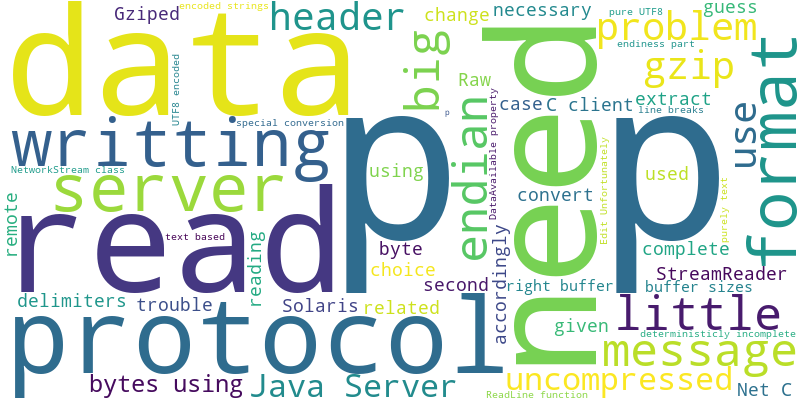 Gziped
encoded strings
header
change
necessary
pure UTF8
guess
data
UTF8 encoded
big
need
problem
endiness part
gzip
format
Raw
case
C client
extract
line breaks
use
special conversion
p
p
p
writting
endian
DataAvailable property
Edit Unfortunately
NetworkStream class
server
using
convert
used
purely text
read
remote
text based
reading
byte
choice
accordingly
complete
StreamReader
second
right buffer
buffer sizes
delimiters
trouble
Solaris
related
given
little
protocol
deterministicly incomplete
message
bytes using
Java Server
uncompressed
Net C
ReadLine function